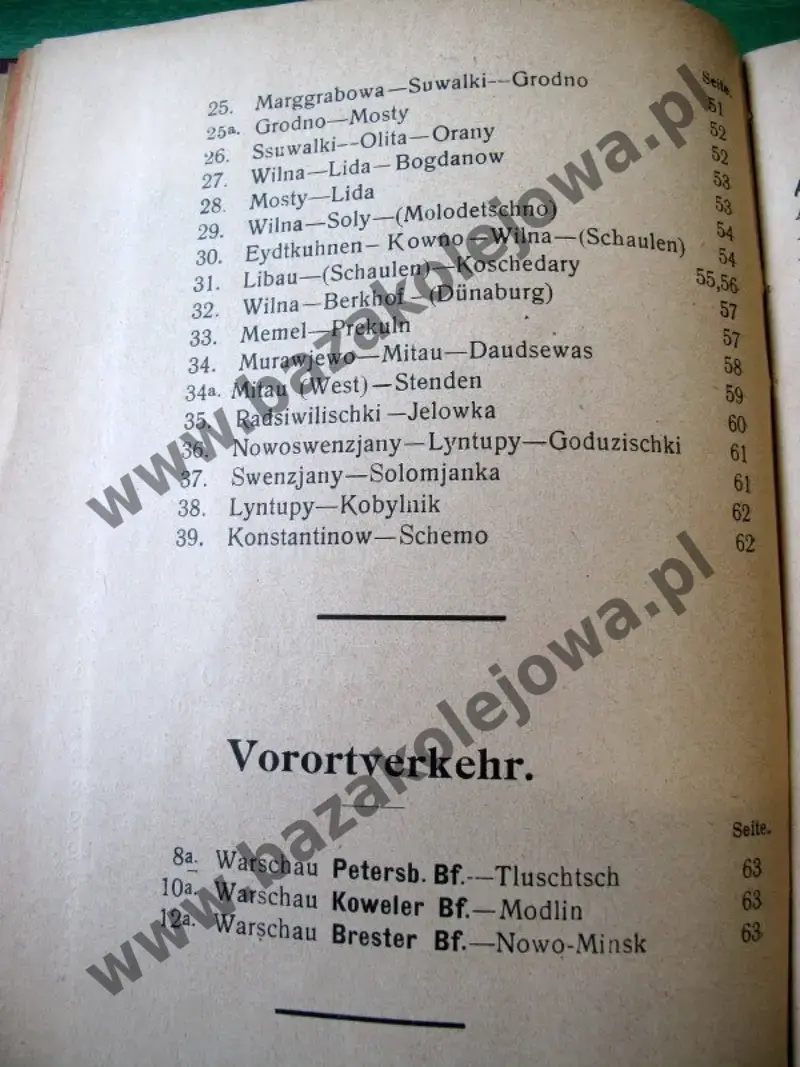 Seite.
25. Marggrabowa—Suwalki—Grodno 51
25a. Grodno—Mosty 52
26. Ssuwalki—Olita—Orany 52
27. Wilna—Lida—Bogdanow 53
28. Mosty—Lida 53
29. Wilna—Soly—(Molodetschno) 54
30. Eydtkuhnen—Kowno—Wilna—(Schaulen) 54
31. Libau—(Schaulen)—Koschedary 55,56
32. Wilna—Berkhof—(Dünaburg) 57
33. Memel—Prekuln 57
34. Murawjewo—Mitau—Daudsewas 58
34a. Mitau (West)—Stenden 59
35. Radsiwilischki—Jelowka 60
36. Nowoswenzjany—Lyntupy—Goduzischki 61
37. Swenzjany—Solomjanka 61
38. Lyntupy—Kobylnik 62
39. Konstantinow—Schemo 62
Vorortverkehr.
Seite.
8a. Warschau Petersb. Bf.—Tluschtsch 63
10a. Warschau Koweler Bf.—Modlin 63
12a. Warschau Brester Bf.—Nowo-Minsk 63
www.bazakolejowa.pl
www.bazakolejowa.pl